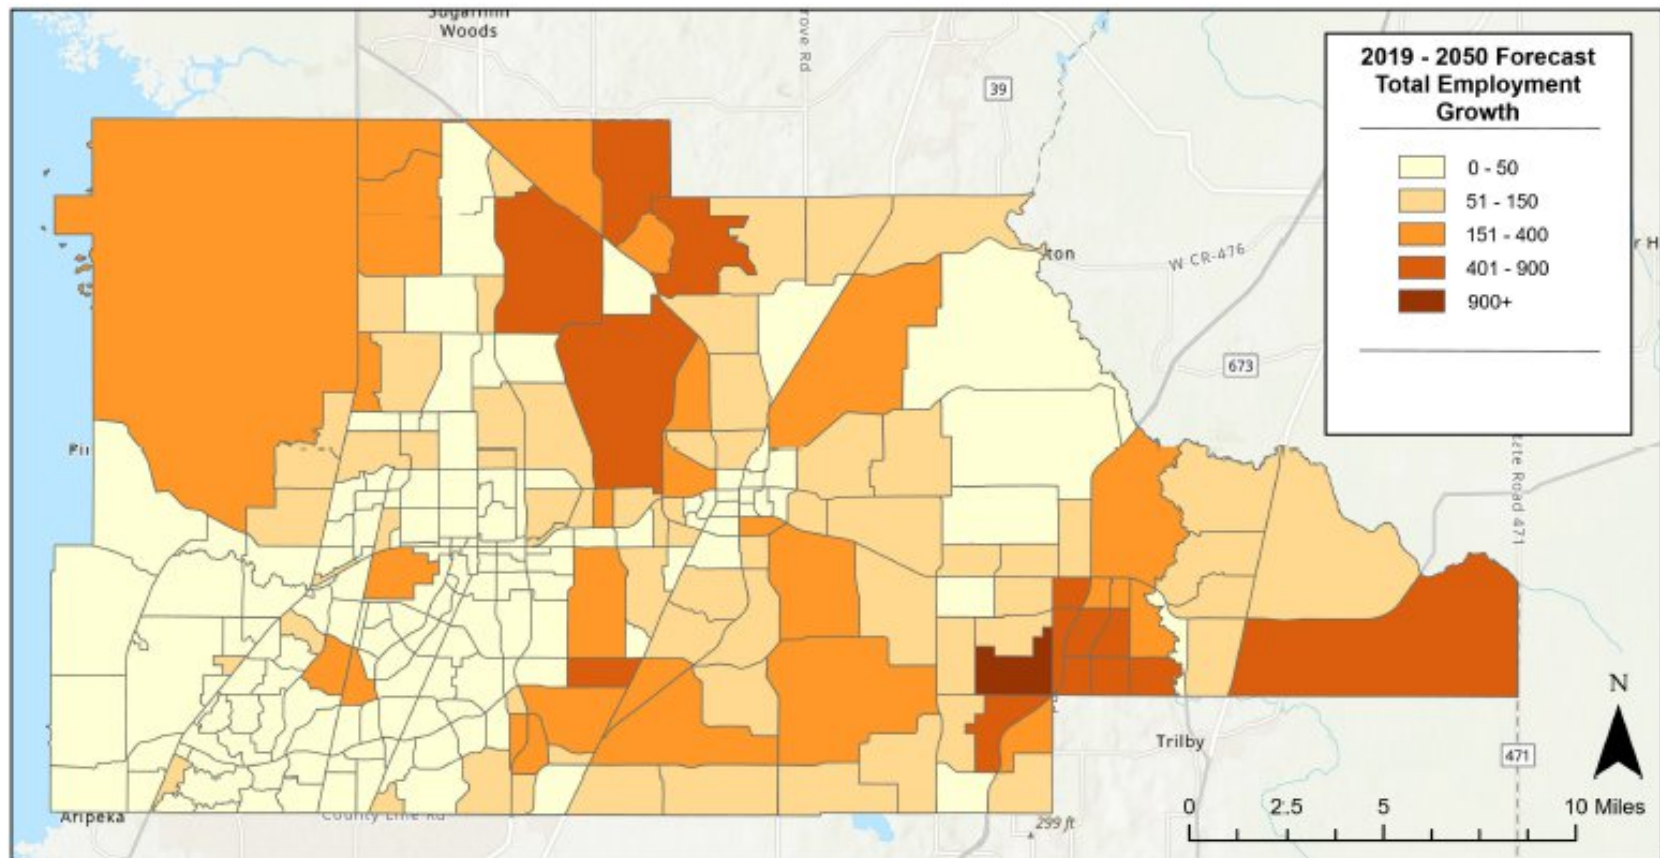 Woods
39
2019 - 2050 Forecast
Total Employment
Growth
0 - 50
51 - 150
151 - 400
401 - 900
900+
W CR-476
673
471
Trilby
N
0 2.5 5 10 Miles
Aripeka
County Line Rd
299 ft